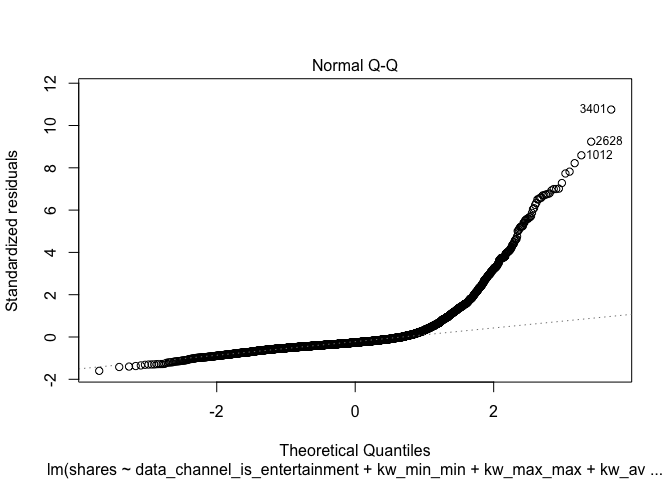 Normal Q-Q
12
10
8
6
4
2
0
-2
3401
2628
1012
Standardized residuals
-2 0 2
Theoretical Quantiles
lm(shares ~ data_channel_is_entertainment + kw_min_min + kw_max_max + kw_av ...